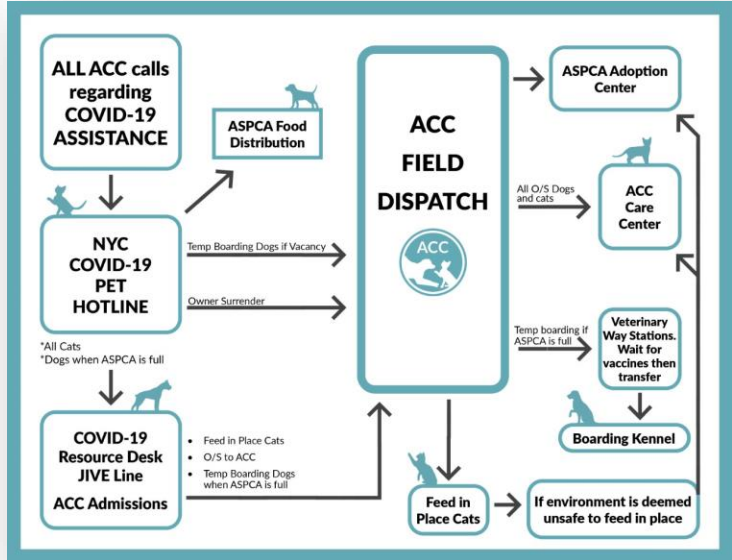 ALL ACC calls
regarding
COVID-19
ASSISTANCE
ASPCA Food
Distribution
NYC
COVID-19
PET
HOTLINE
Temp Boarding Dogs if Vacancy
Owner Surrender
*All Cats
*Dogs when ASPCA is full
COVID-19
Resource Desk
JIVE Line
ACC Admissions
• Feed in Place Cats
• O/S to ACC
• Temp Boarding Dogs
when ASPCA is full
ACC
FIELD
DISPATCH
ACC
ASPCA Adoption
Center
All O/S Dogs
and cats
ACC
Care
Center
Temp boarding if
ASPCA is full
Veterinary
Way Stations.
Wait for
vaccines then
transfer
Boarding Kennel
Feed in
Place Cats
If environment is deemed
unsafe to feed in place